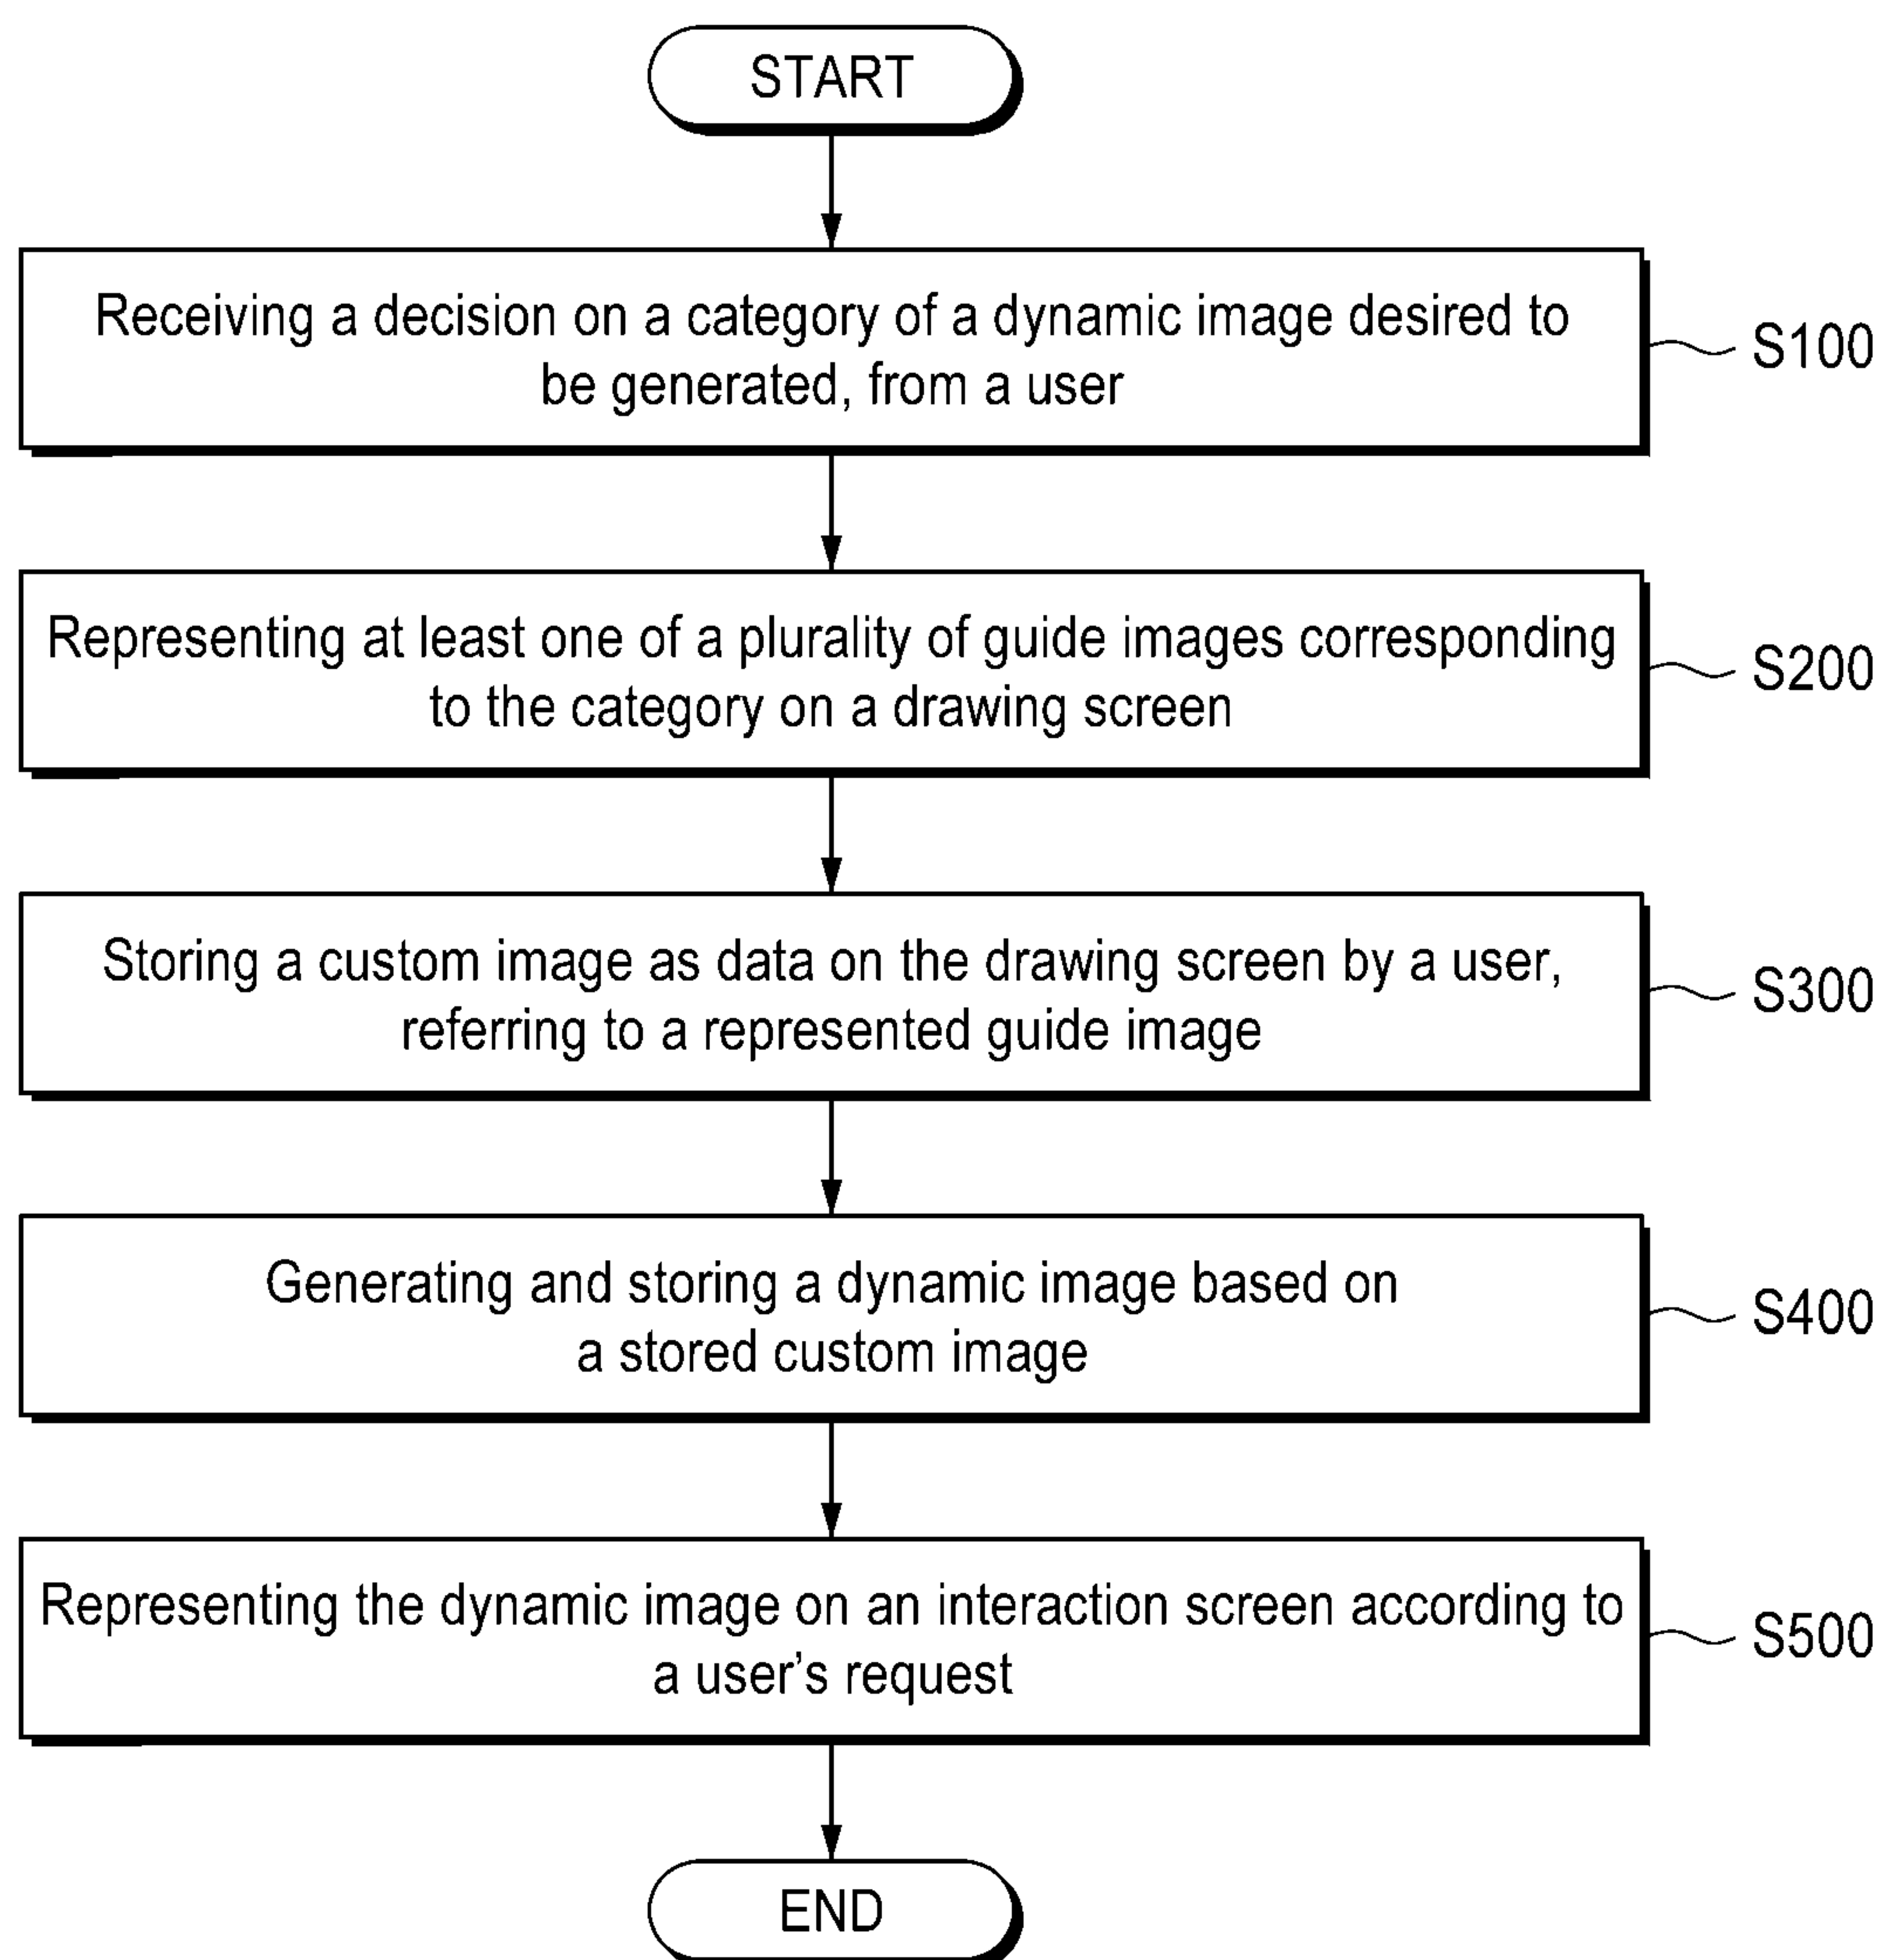 START
Receiving a decision on a category of a dynamic image desired to
be generated, from a user
S100
Representing at least one of a plurality of guide images corresponding
to the category on a drawing screen
S200
Storing a custom image as data on the drawing screen by a user,
referring to a represented guide image
S300
Generating and storing a dynamic image based on
a stored custom image
S400
Representing the dynamic image on an interaction screen according to
a user’s request
S500
END